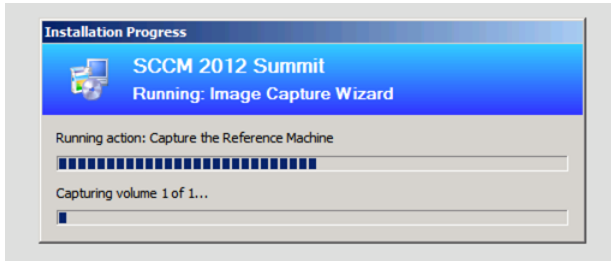 Installation Progress
SCCM 2012 Summit
Running: Image Capture Wizard
Running action: Capture the Reference Machine
Capturing volume 1 of 1...